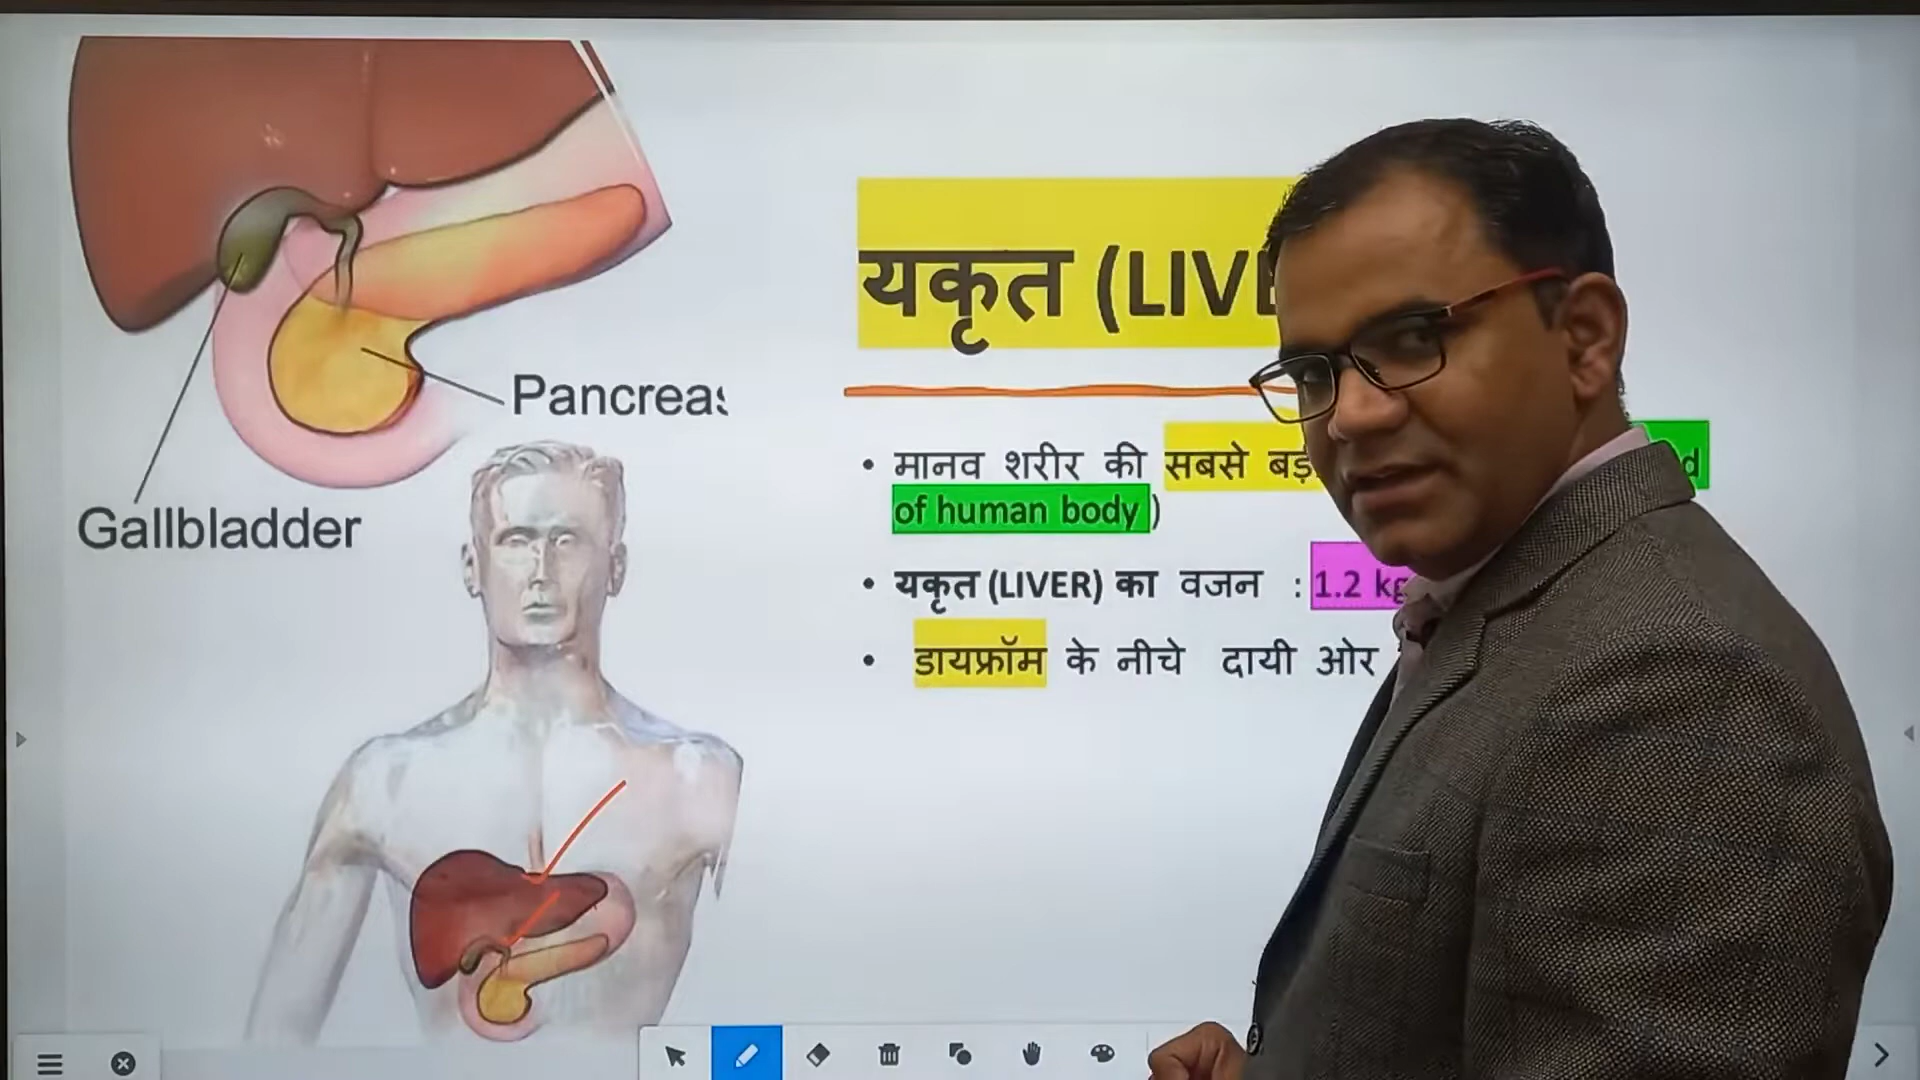 Pancreas
Gallbladder
यकृत (LIVE
मानव शरीर की सबसे बड़
d
of human body )
यकृत (LIVER) का वजन : 1.2 kg
डायफ्रॉम के नीचे दायी ओर